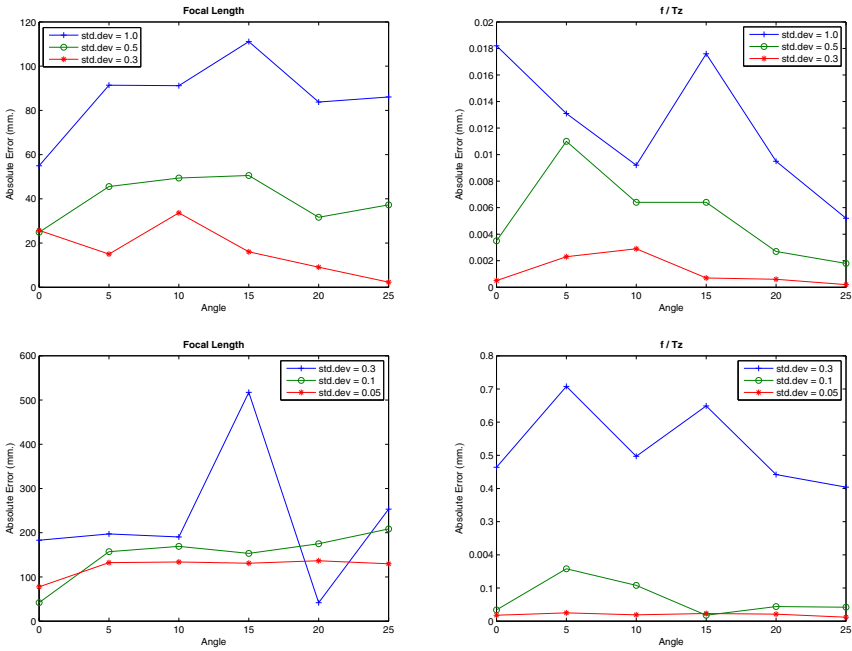 Focal Length
120
100
80
60
40
20
0
0 5 10 15 20 25
Absolute Error (mm.)
Angle
std.dev = 1.0
std.dev = 0.5
std.dev = 0.3
f / Tz
0.02
0.018
0.016
0.014
0.012
0.01
0.008
0.006
0.004
0.002
0
0 5 10 15 20 25
Absolute Error (mm.)
Angle
std.dev = 1.0
std.dev = 0.5
std.dev = 0.3
Focal Length
600
500
400
300
200
100
0
0 5 10 15 20 25
Absolute Error (mm.)
Angle
std.dev = 0.3
std.dev = 0.1
std.dev = 0.05
f / Tz
0.8
0.7
0.6
0.5
0.4
0.3
0.004
0.1
0
0 5 10 15 20 25
Absolute Error (mm.)
Angle
std.dev = 0.3
std.dev = 0.1
std.dev = 0.05